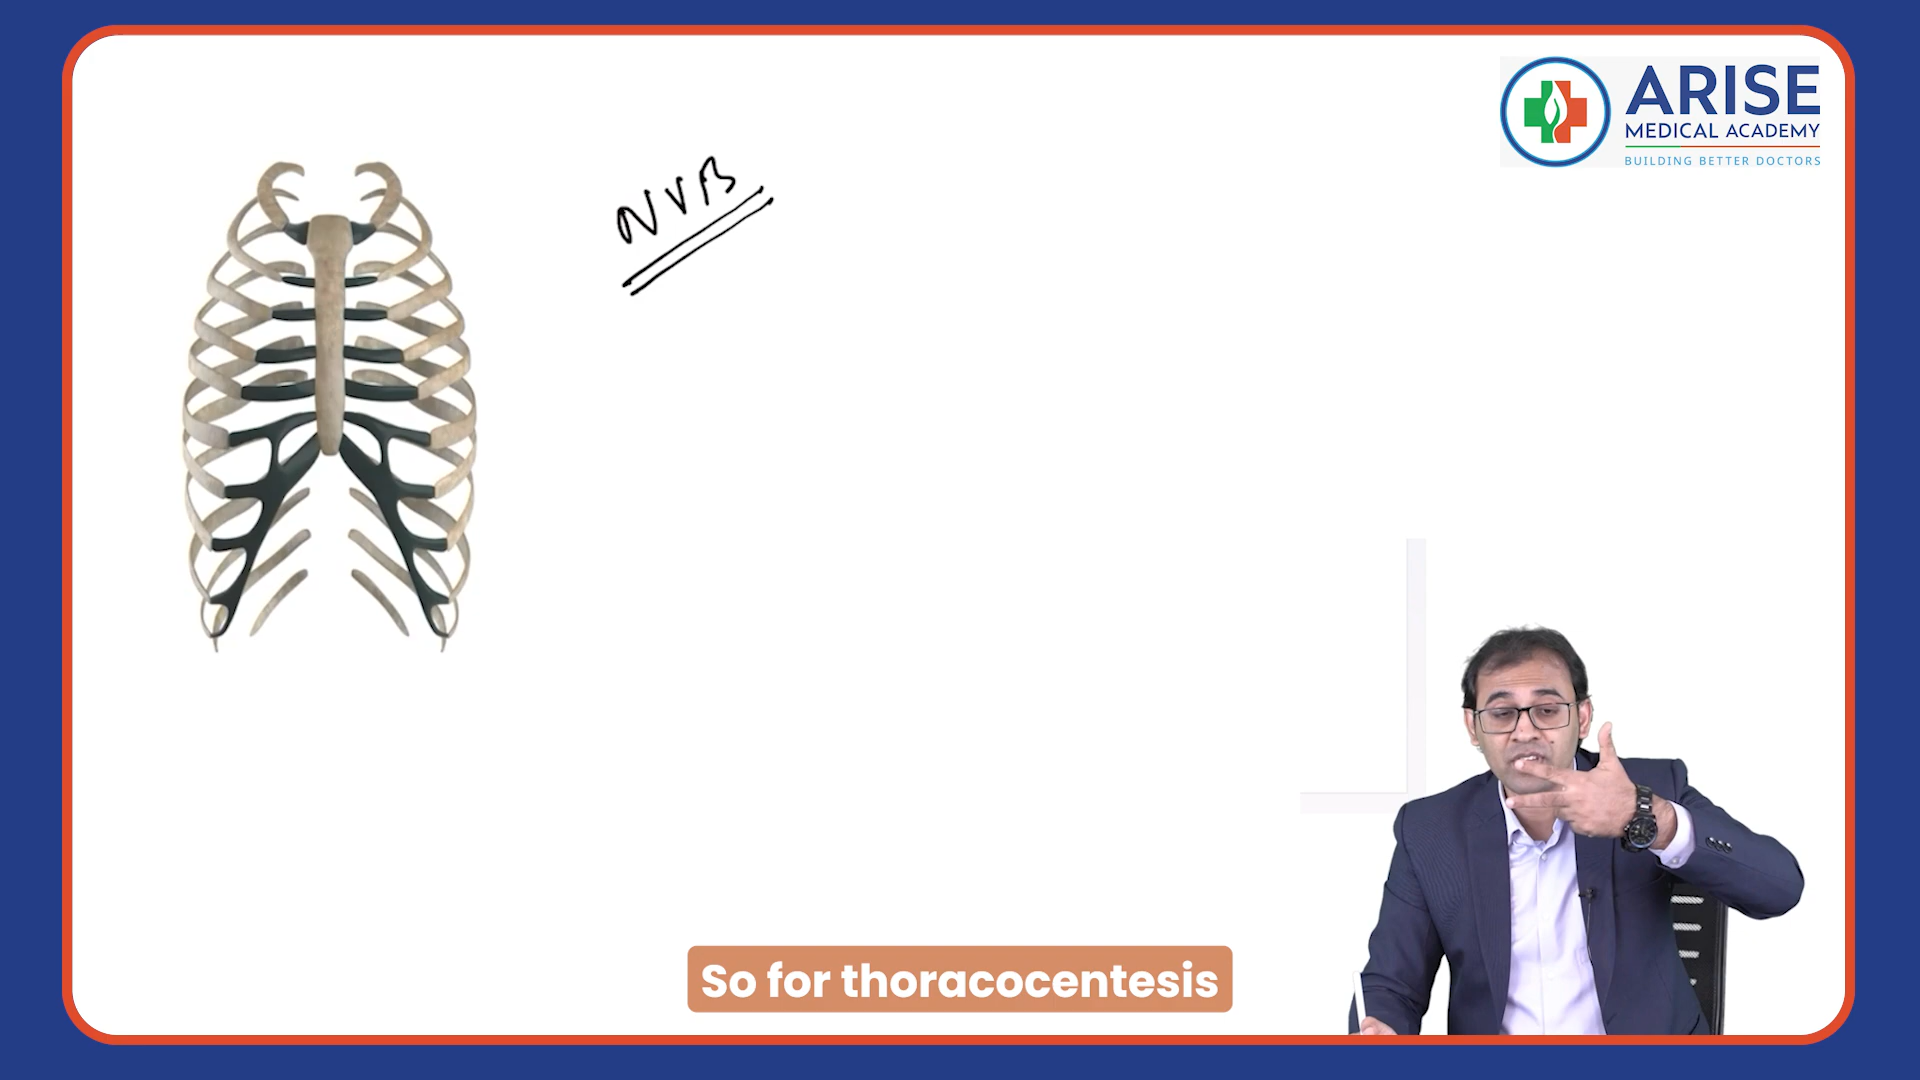 ARISE
MEDICAL ACADEMY
BUILDING BETTER DOCTORS
NVB
So for thoracocentesis